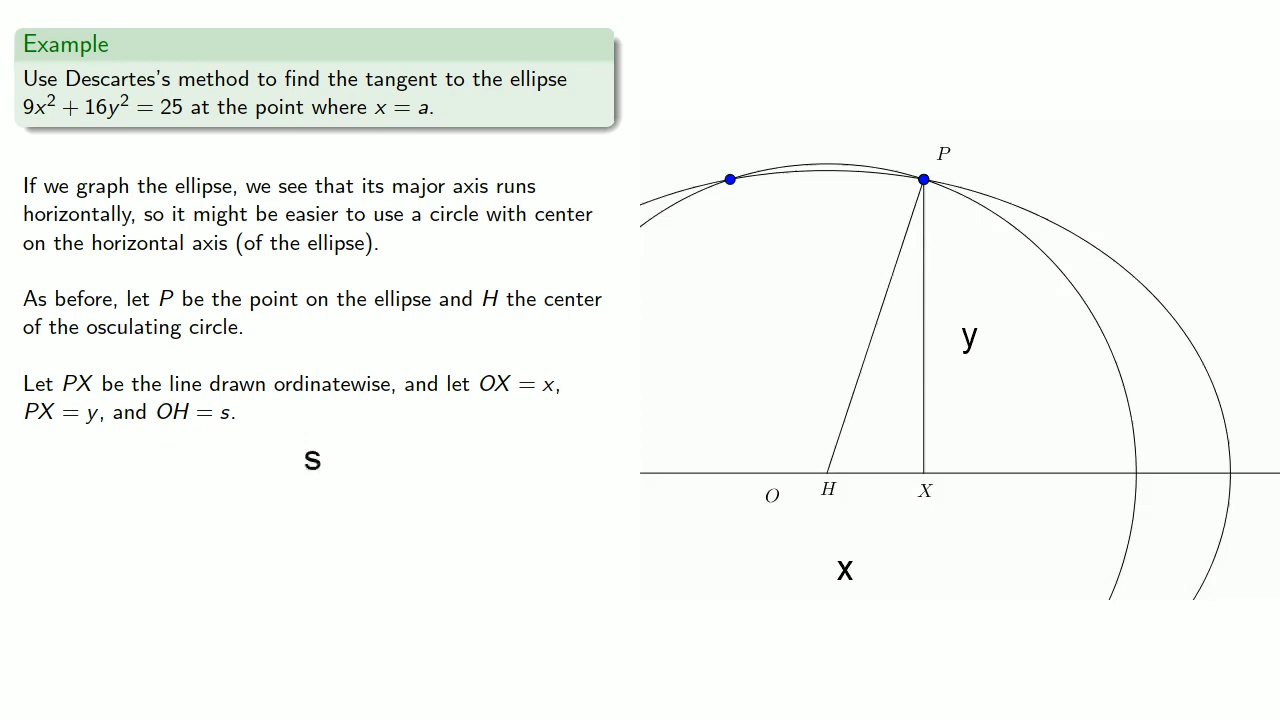 Example
Use Descartes's method to find the tangent to the ellipse
9x² + 16y² = 25 at the point where x = a.
If we graph the ellipse, we see that its major axis runs
horizontally, so it might be easier to use a circle with center
on the horizontal axis (of the ellipse).
As before, let P be the point on the ellipse and H the center
of the osculating circle.
Let PX be the line drawn ordinatewise, and let OX = x,
PX = y, and OH = s.
s
P
y
O H X
x